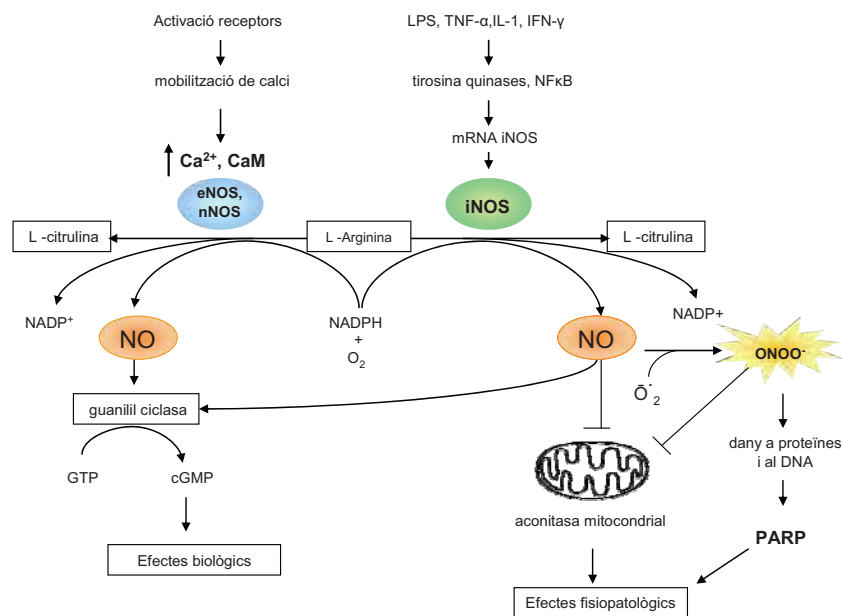 Activació receptors
LPS, TNF-α,IL-1, IFN-γ
mobilització de calci
tirosina quinases, NFκB
mRNA iNOS
Ca²⁺, CaM
eNOS,
nNOS
iNOS
L -citrulina
L -Arginina
L -citrulina
NADP⁺
NADPH
+
O₂
NADP+
NO
NO
ONOO⁻
Ō˙₂
guanilil ciclasa
GTP
cGMP
dany a proteïnes
i al DNA
aconitasa mitocondrial
PARP
Efectes biològics
Efectes fisiopatològics